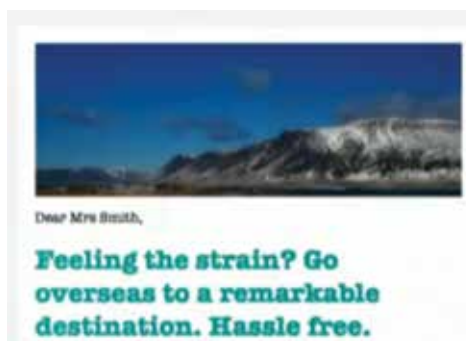 Dear Mrs Smith,
Feeling the strain? Go
overseas to a remarkable
destination. Hassle free.